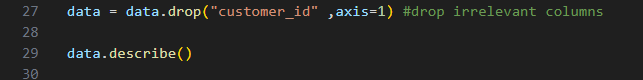 27 data = data.drop("customer_id" ,axis=1) #drop irrelevant columns
28
29 data.describe()
30